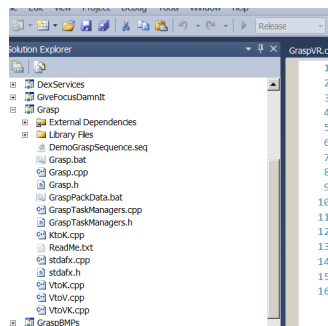 File Edit View Project Debug Tools Window Help
Release
Solution Explorer
GraspVR.c
DexServices
GiveFocusDamnIt
Grasp
External Dependencies
Library Files
DemoGraspSequence.seq
Grasp.bat
Grasp.cpp
Grasp.h
GraspPackData.bat
GraspTaskManagers.cpp
GraspTaskManagers.h
KtoK.cpp
ReadMe.txt
stdafx.cpp
stdafx.h
VtoK.cpp
VtoV.cpp
VtoVK.cpp
GraspBMPs
1
2
3
4
5
6
7
8
9
10
11
12
13
14
15
16